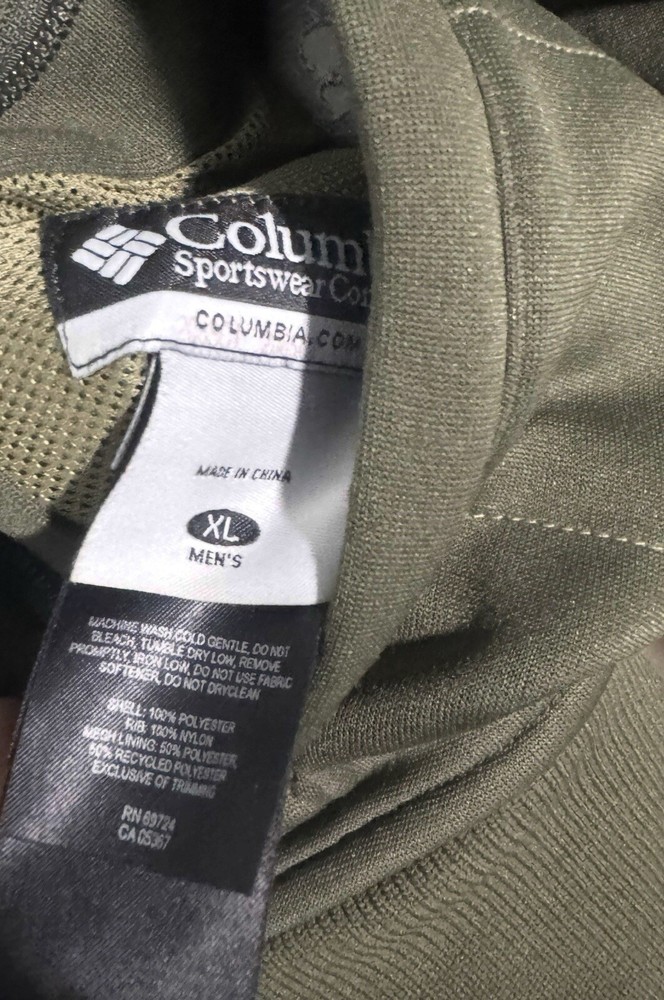 Colum
Sportswear Co
COLUMBIA.COM
MADE IN CHINA
XL
MEN'S
MACHINE WASH COLD GENTLE, DO NOT
BLEACH, TUMBLE DRY LOW, REMOVE
PROMPTLY, IRON LOW, DO NOT USE FABRIC
SOFTENER, DO NOT DRYCLEAN
SHELL: 100% POLYESTER
RIB: 100% NYLON
MESH LINING: 50% POLYESTER,
50% RECYCLED POLYESTER
EXCLUSIVE OF TRIMMING
RN 69724
CA 05367